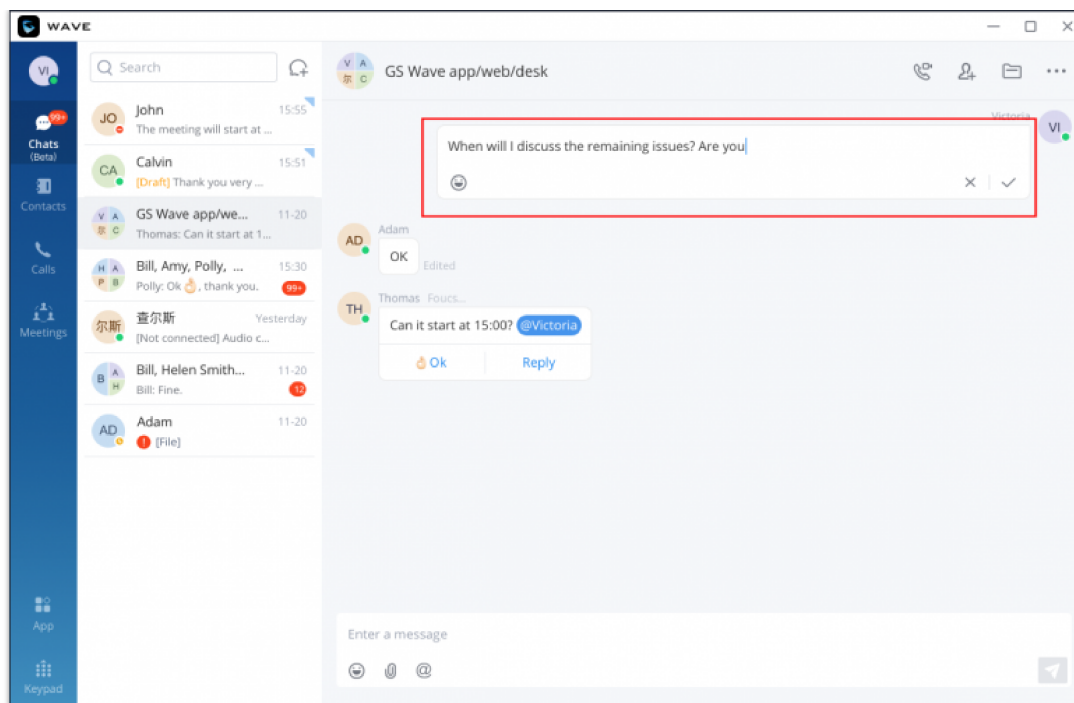 WAVE
VI
99+
Chats
(Beta)
Contacts
Calls
Meetings
App
Keypad
Search
JO
John
15:55
The meeting will start at ...
CA
Calvin
15:51
[Draft] Thank you very ...
V A
尔 C
GS Wave app/we...
11-20
Thomas: Can it start at 1...
H A
P B
Bill, Amy, Polly, ...
15:30
Polly: Ok👌, thank you.
99+
尔斯
查尔斯
Yesterday
[Not connected] Audio c...
B A
H
Bill, Helen Smith...
11-20
Bill: Fine.
12
AD
Adam
11-20
! [File]
V A
尔 C
GS Wave app/web/desk
Victoria
VI
When will I discuss the remaining issues? Are you
AD
Adam
OK
Edited
TH
Thomas Foucs...
Can it start at 15:00? @Victoria
👌Ok
Reply
Enter a message
@